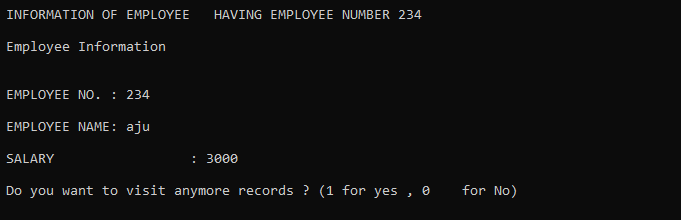 INFORMATION OF EMPLOYEE   HAVING EMPLOYEE NUMBER 234
Employee Information
EMPLOYEE NO. : 234
EMPLOYEE NAME: aju
SALARY                 : 3000
Do you want to visit anymore records ? (1 for yes , 0    for No)